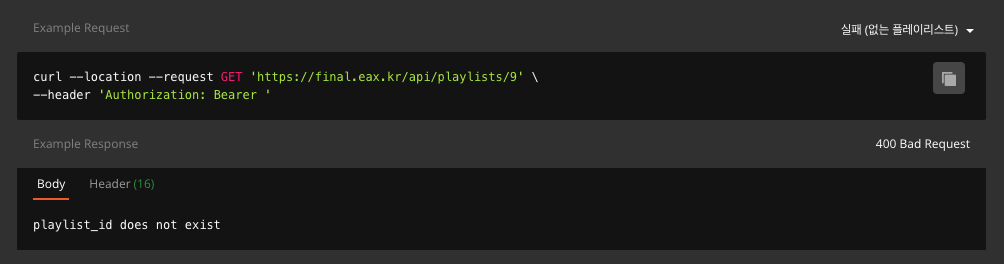 Example Request
실패 (없는 플레이리스트)
curl --location --request GET 'https://final.eax.kr/api/playlists/9' \
--header 'Authorization: Bearer '
Example Response
400 Bad Request
Body Header (16)
playlist_id does not exist